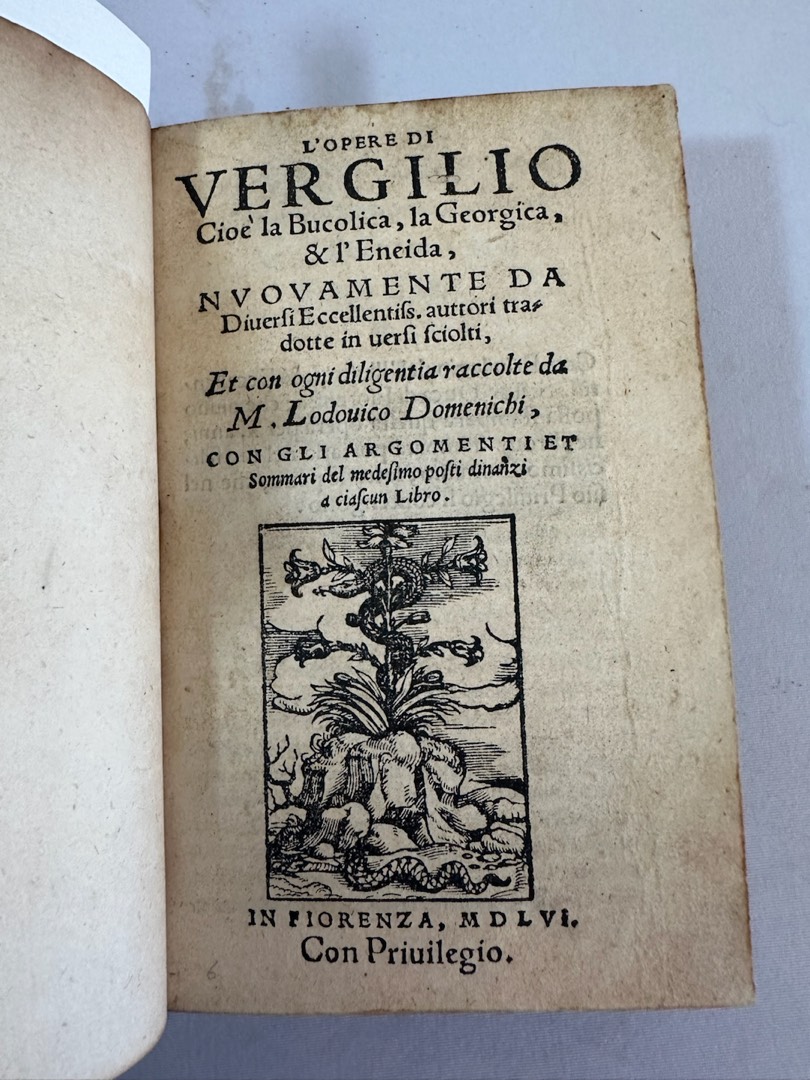 L'OPERE DI
VERGILIO
Cioè la Bucolica, la Georgica,
& l'Eneida,
NVOVAMENTE DA
Diuerſi Eccellentiſs. auttori tra-
dotte in uerſi ſciolti,
Et con ogni diligentia raccolte da
M. Lodouico Domenichi,
CON GLI ARGOMENTI ET
Sommari del medeſimo poſti dinanzi
a ciaſcun Libro.
IN FIORENZA, MDLVI.
Con Priuilegio.
6